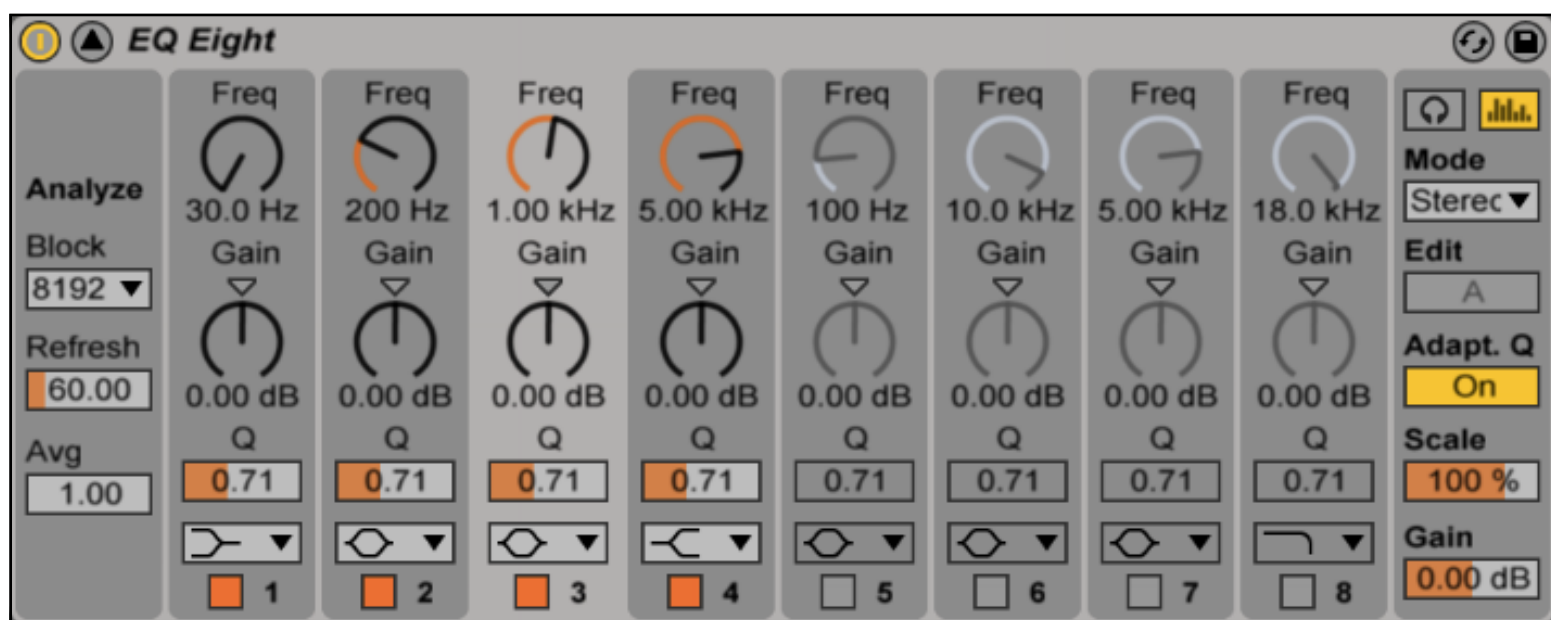 EQ Eight
Freq Freq Freq Freq Freq Freq Freq Freq
30.0 Hz 200 Hz 1.00 kHz 5.00 kHz 100 Hz 10.0 kHz 5.00 kHz 18.0 kHz
Gain Gain Gain Gain Gain Gain Gain Gain
0.00 dB 0.00 dB 0.00 dB 0.00 dB 0.00 dB 0.00 dB 0.00 dB 0.00 dB
Q Q Q Q Q Q Q Q
0.71 0.71 0.71 0.71 0.71 0.71 0.71 0.71
1 2 3 4 5 6 7 8
Analyze
Block
8192
Refresh
60.00
Avg
1.00
Mode
Sterec
Edit
A
Adapt. Q
On
Scale
100 %
Gain
0.00 dB